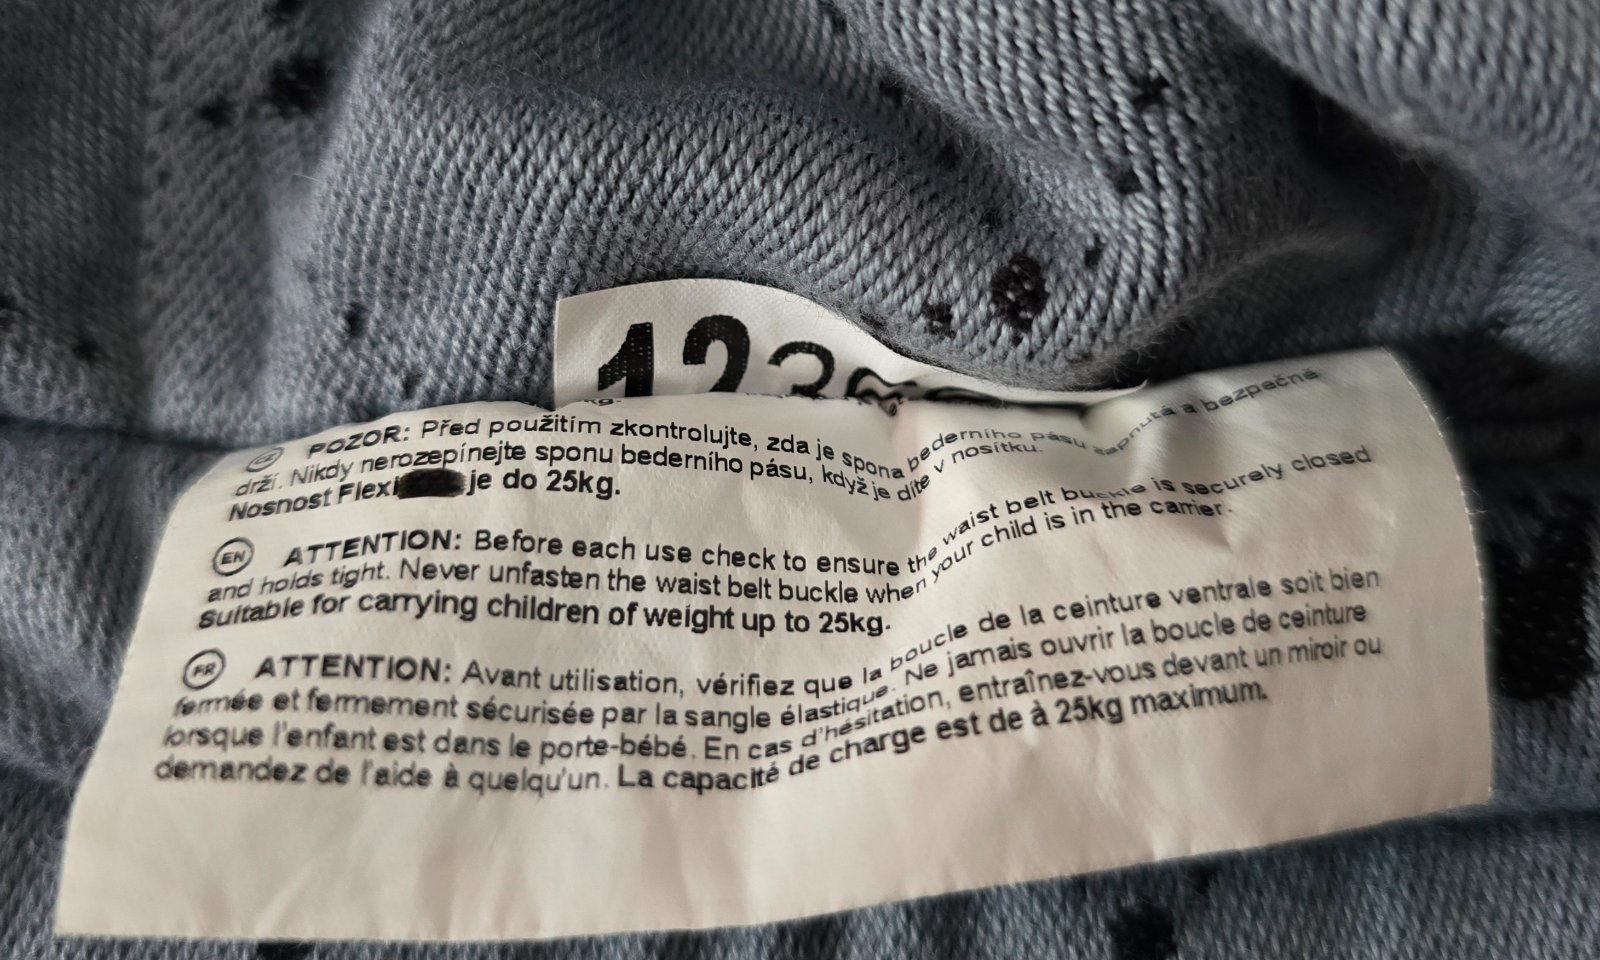 123
kg.
CZ POZOR: Před použitím zkontrolujte, zda je spona bederního pásu zapnutá a bezpečně
drží. Nikdy nerozepínejte sponu bederního pásu, když je dítě v nosítku.
Nosnost Flexi je do 25kg.
EN ATTENTION: Before each use check to ensure the waist belt buckle is securely closed
and holds tight. Never unfasten the waist belt buckle when your child is in the carrier.
Suitable for carrying children of weight up to 25kg.
FR ATTENTION: Avant utilisation, vérifiez que la boucle de la ceinture ventrale soit bien
fermée et fermement sécurisée par la sangle élastique. Ne jamais ouvrir la boucle de ceinture
lorsque l'enfant est dans le porte-bébé. En cas d'hésitation, entraînez-vous devant un miroir ou
demandez de l'aide à quelqu'un. La capacité de charge est de à 25kg maximum.